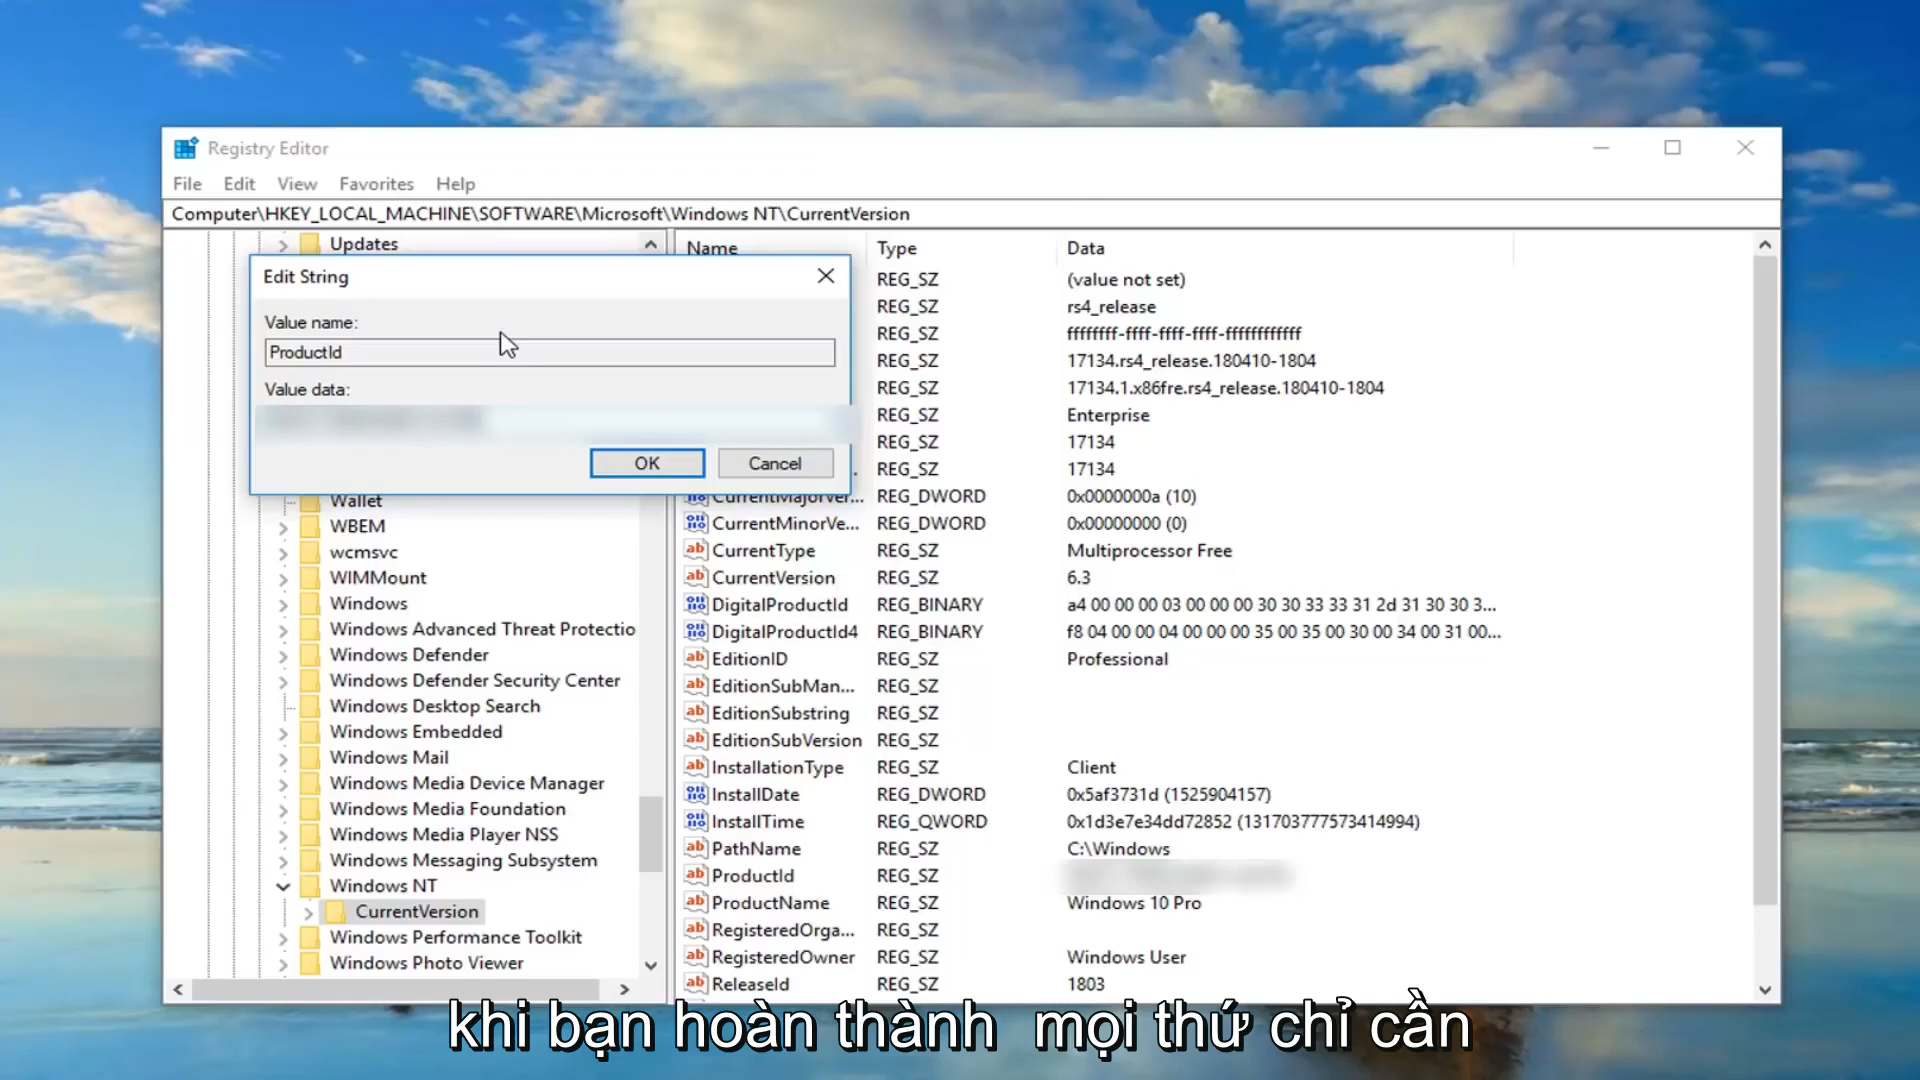 Registry Editor
File Edit View Favorites Help
Computer\HKEY_LOCAL_MACHINE\SOFTWARE\Microsoft\Windows NT\CurrentVersion
Updates
Edit String
Value name:
ProductId
Value data:
OK Cancel
Wallet
WBEM
wcmsvc
WIMMount
Windows
Windows Advanced Threat Protectio
Windows Defender
Windows Defender Security Center
Windows Desktop Search
Windows Embedded
Windows Mail
Windows Media Device Manager
Windows Media Foundation
Windows Media Player NSS
Windows Messaging Subsystem
Windows NT
CurrentVersion
Windows Performance Toolkit
Windows Photo Viewer
Name Type Data
REG_SZ (value not set)
REG_SZ rs4_release
REG_SZ ffffffff-ffff-ffff-ffff-ffffffffffff
REG_SZ 17134.rs4_release.180410-1804
REG_SZ 17134.1.x86fre.rs4_release.180410-1804
REG_SZ Enterprise
REG_SZ 17134
REG_SZ 17134
CurrentMajorVer... REG_DWORD 0x0000000a (10)
CurrentMinorVe... REG_DWORD 0x00000000 (0)
CurrentType REG_SZ Multiprocessor Free
CurrentVersion REG_SZ 6.3
DigitalProductId REG_BINARY a4 00 00 00 03 00 00 00 30 30 33 33 31 2d 31 30 30 3...
DigitalProductId4 REG_BINARY f8 04 00 00 04 00 00 00 35 00 35 00 30 00 34 00 31 00...
EditionID REG_SZ Professional
EditionSubMan... REG_SZ
EditionSubstring REG_SZ
EditionSubVersion REG_SZ
InstallationType REG_SZ Client
InstallDate REG_DWORD 0x5af3731d (1525904157)
InstallTime REG_QWORD 0x1d3e7e34dd72852 (131703777573414994)
PathName REG_SZ C:\Windows
ProductId REG_SZ
ProductName REG_SZ Windows 10 Pro
RegisteredOrga... REG_SZ
RegisteredOwner REG_SZ Windows User
ReleaseId REG_SZ 1803
khi bạn hoàn thành mọi thứ chỉ cần